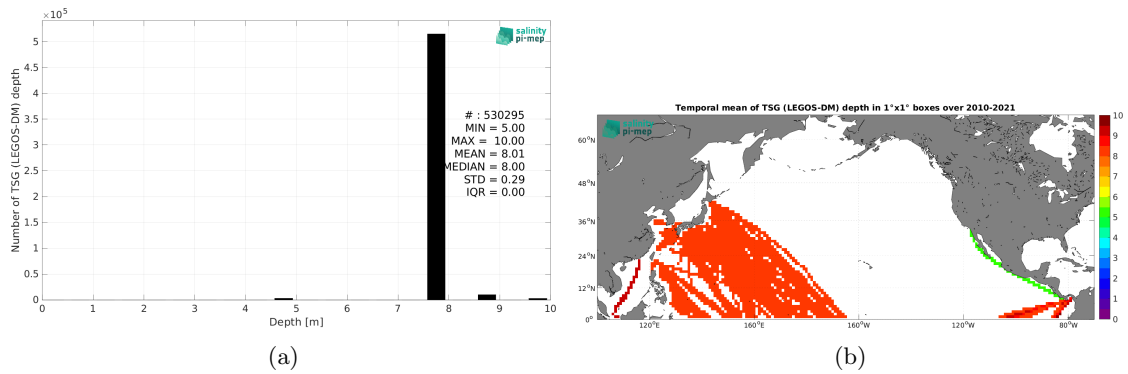 ×10⁵
salinity
pi-mep
5
4.5
4
3.5
3
2.5
2
1.5
1
0.5
0
Number of TSG (LEGOS-DM) depth
# : 530295
MIN = 5.00
MAX = 10.00
MEAN = 8.01
MEDIAN = 8.00
STD = 0.29
IQR = 0.00
0 1 2 3 4 5 6 7 8 9 10
Depth [m]
(a)
Temporal mean of TSG (LEGOS-DM) depth in 1°x1° boxes over 2010-2021
salinity
pi-mep
60°N
48°N
36°N
24°N
12°N
0°
120°E 160°E 160°W 120°W 80°W
10
9
8
7
6
5
4
3
2
1
0
(b)